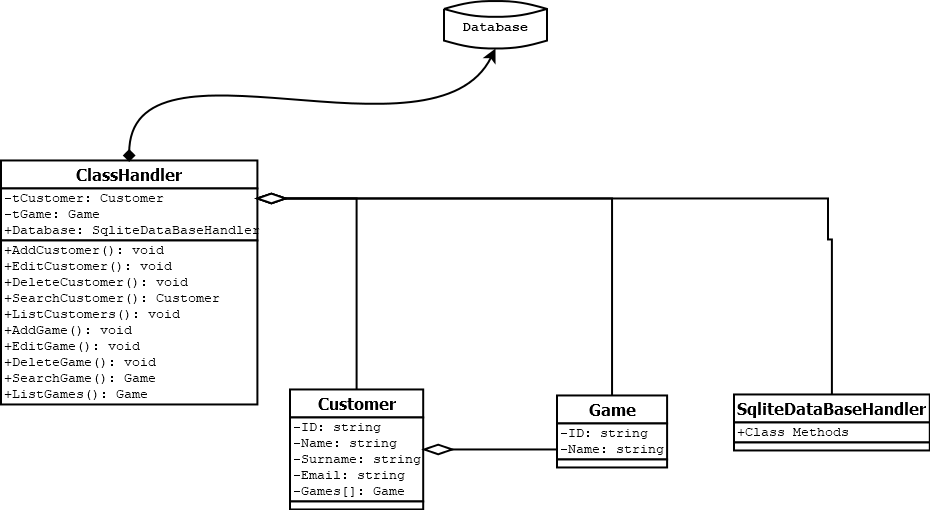 Database
ClassHandler
-tCustomer: Customer
-tGame: Game
+Database: SqliteDataBaseHandler
+AddCustomer(): void
+EditCustomer(): void
+DeleteCustomer(): void
+SearchCustomer(): Customer
+ListCustomers(): void
+AddGame(): void
+EditGame(): void
+DeleteGame(): void
+SearchGame(): Game
+ListGames(): Game
Customer
-ID: string
-Name: string
-Surname: string
-Email: string
-Games[]: Game
Game
-ID: string
-Name: string
SqliteDataBaseHandler
+Class Methods